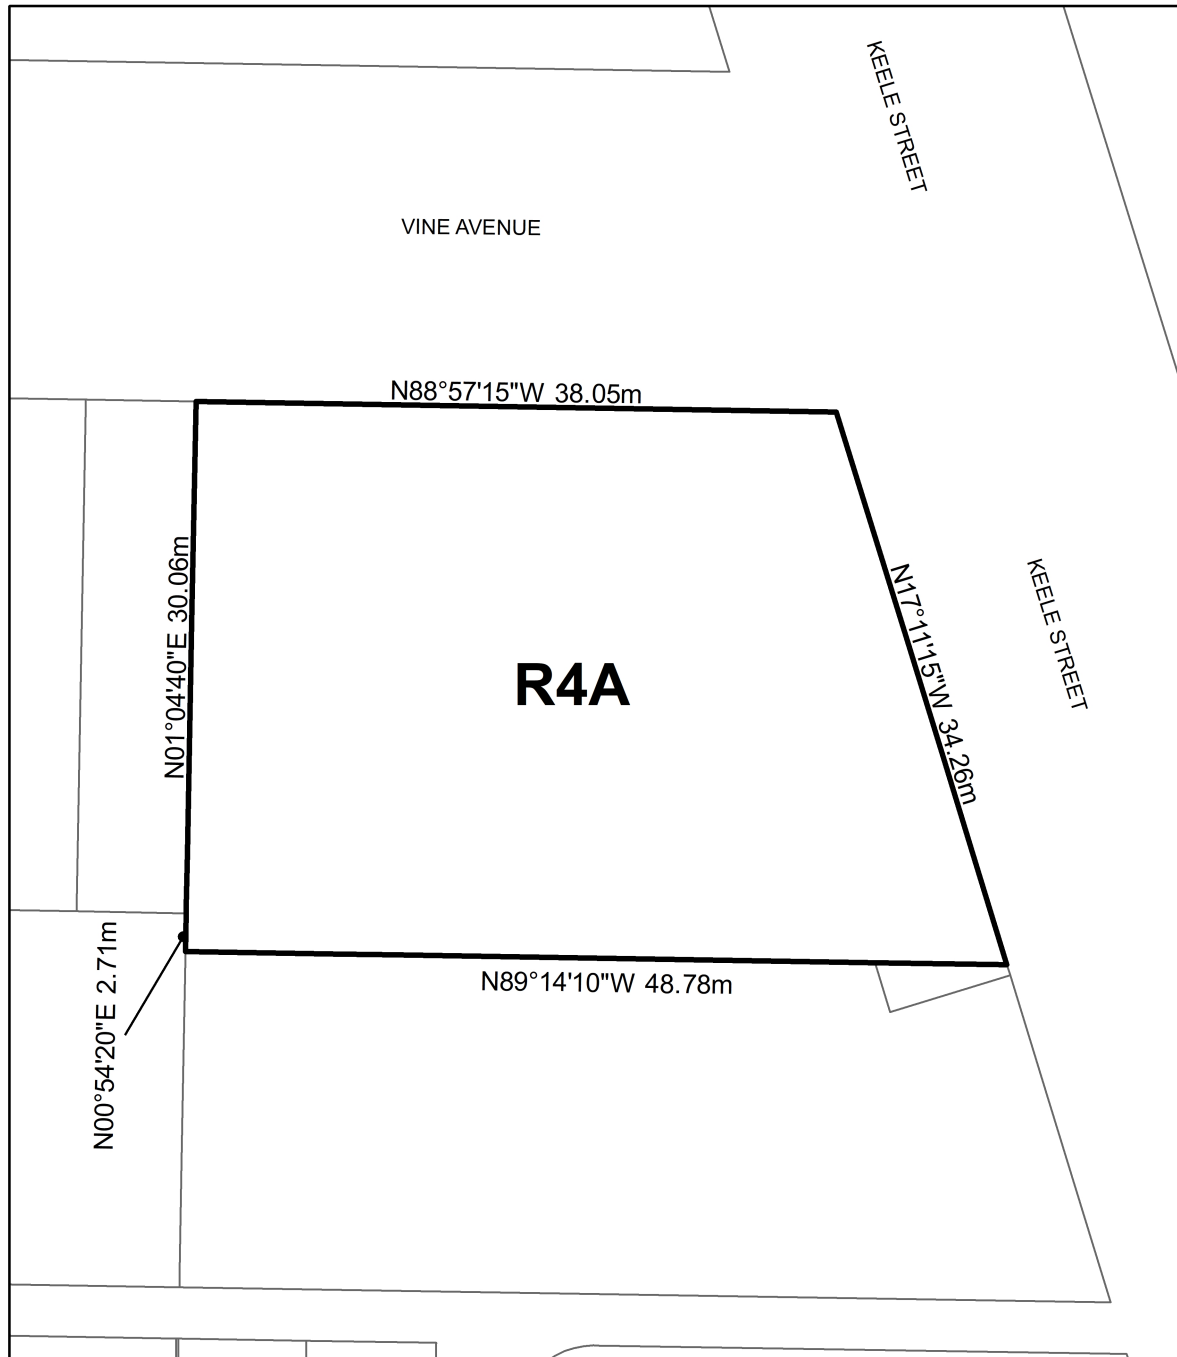 KEELE STREET
VINE AVENUE
N88°57'15"W 38.05m
N01°04'40"E 30.06m
N17°11'15"W 34.26m
KEELE STREET
R4A
N00°54'20"E 2.71m
N89°14'10"W 48.78m